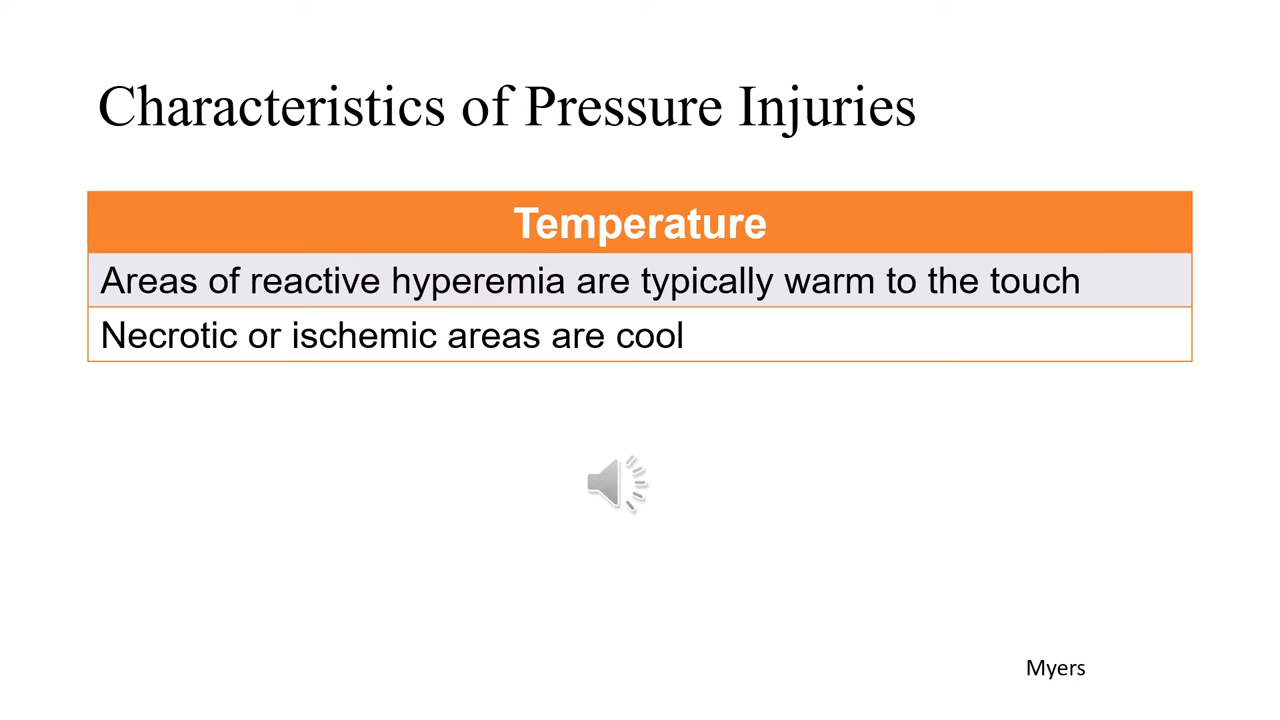 Characteristics of Pressure Injuries
Temperature
Areas of reactive hyperemia are typically warm to the touch
Necrotic or ischemic areas are cool
Myers